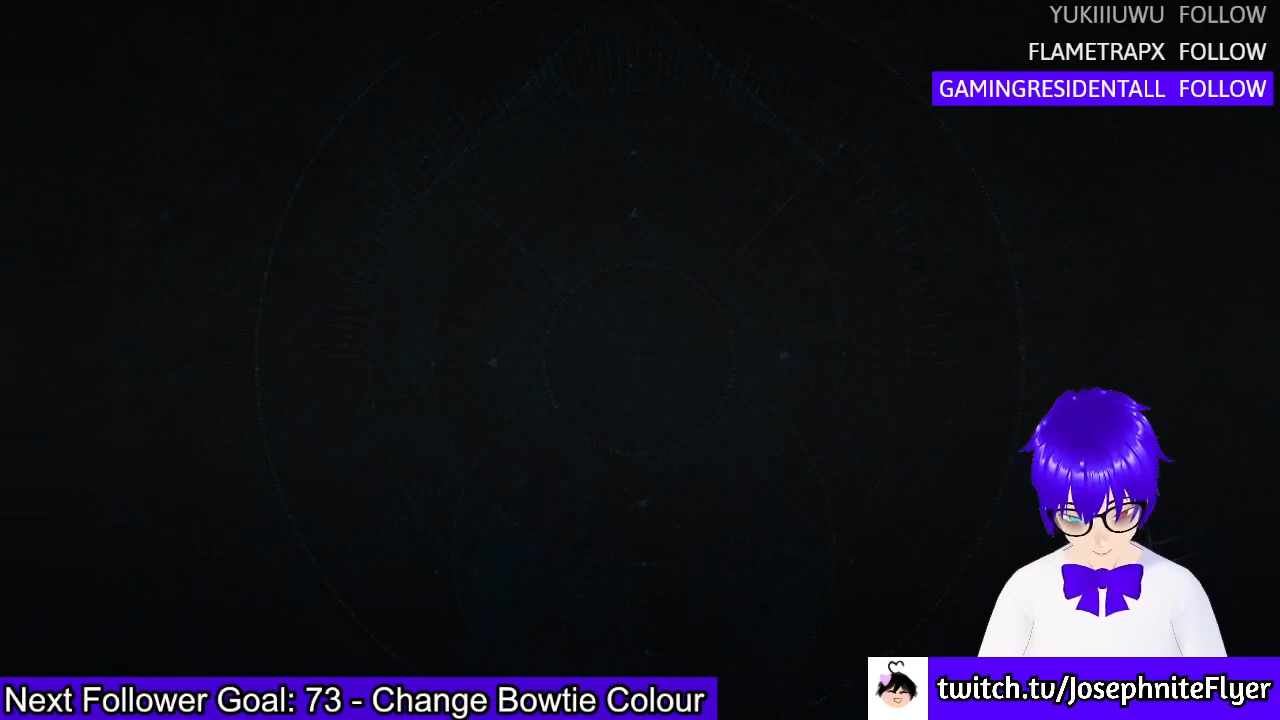 YUKIIIUWU FOLLOW
FLAMETRAPX FOLLOW
GAMINGRESIDENTALL FOLLOW
Next Follower Goal: 73 - Change Bowtie Colour
twitch.tv/JosephniteFlyer